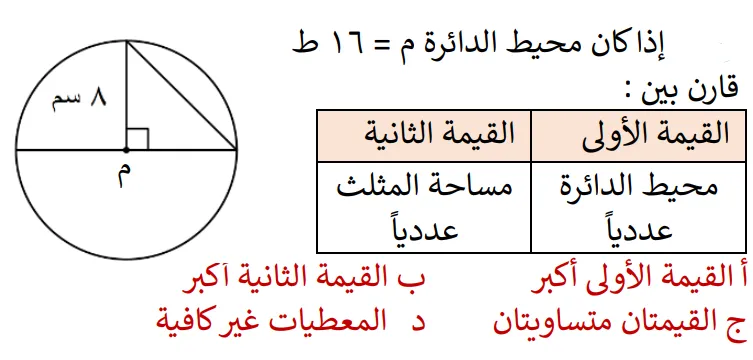 إذا كان محيط الدائرة م = ١٦ ط
قارن بين :
القيمة الأولى القيمة الثانية
محيط الدائرة عددياً مساحة المثلث عددياً
أ القيمة الأولى أكبر ب القيمة الثانية أكبر
ج القيمتان متساويتان د المعطيات غير كافية
٨ سم
م